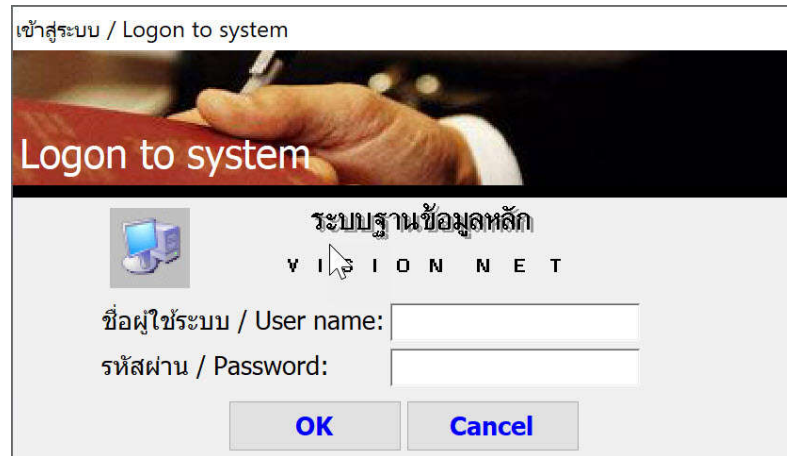 เข้าสู่ระบบ / Logon to system
Logon to system
ระบบฐานข้อมูลหลัก
VISION NET
ชื่อผู้ใช้ระบบ / User name:
รหัสผ่าน / Password:
OK Cancel